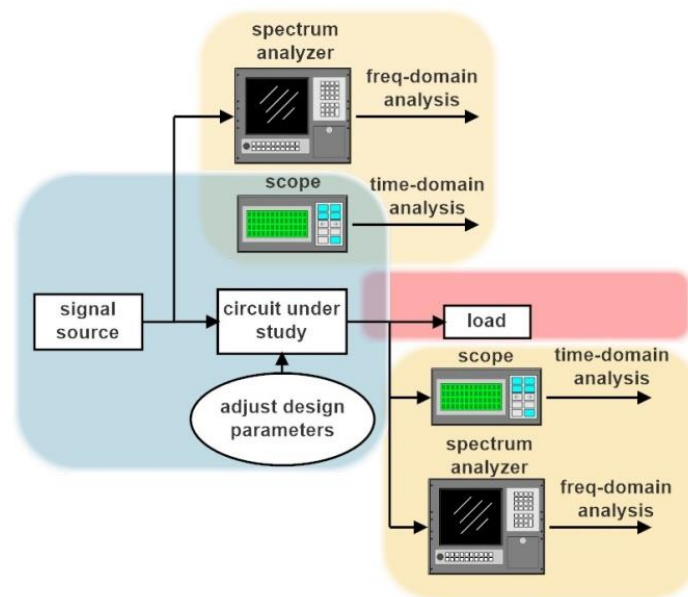 spectrum
analyzer
freq-domain
analysis
scope
time-domain
analysis
signal
source
circuit under
study
load
adjust design
parameters
scope
time-domain
analysis
spectrum
analyzer
freq-domain
analysis